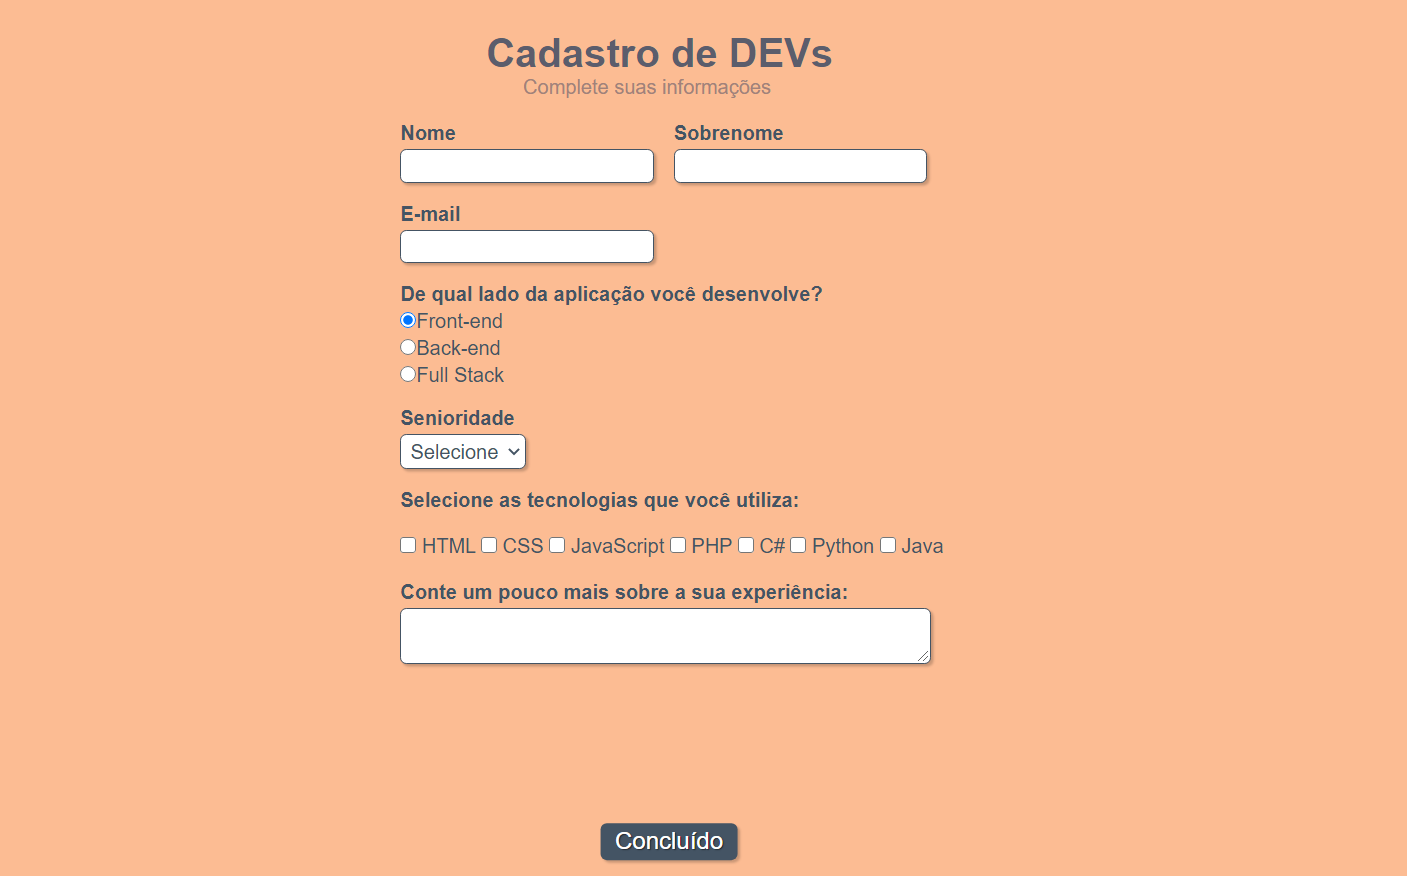 Cadastro de DEVs
Complete suas informações
Nome Sobrenome
E-mail
De qual lado da aplicação você desenvolve?
Front-end
Back-end
Full Stack
Senioridade
Selecione
Selecione as tecnologias que você utiliza:
HTML CSS JavaScript PHP C# Python Java
Conte um pouco mais sobre a sua experiência:
Concluído